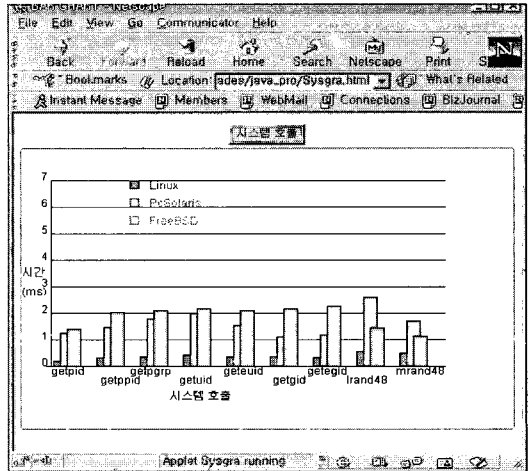 Netscape
File Edit View Go Communicator Help
Back Forward Reload Home Search Netscape Print
Bookmarks Location: ades/java_pro/Sysgra.html What's Related
Instant Message Members WebMail Connections BizJournal
시스템 호출
7
Linux
6
PcSolaris
FreeBSD
5
4
시간
3
(ms)
2
1
0
getpid getpgrp geteuid getegid mrand48
getppid getuid getgid lrand48
시스템 호출
Applet Sysgra running